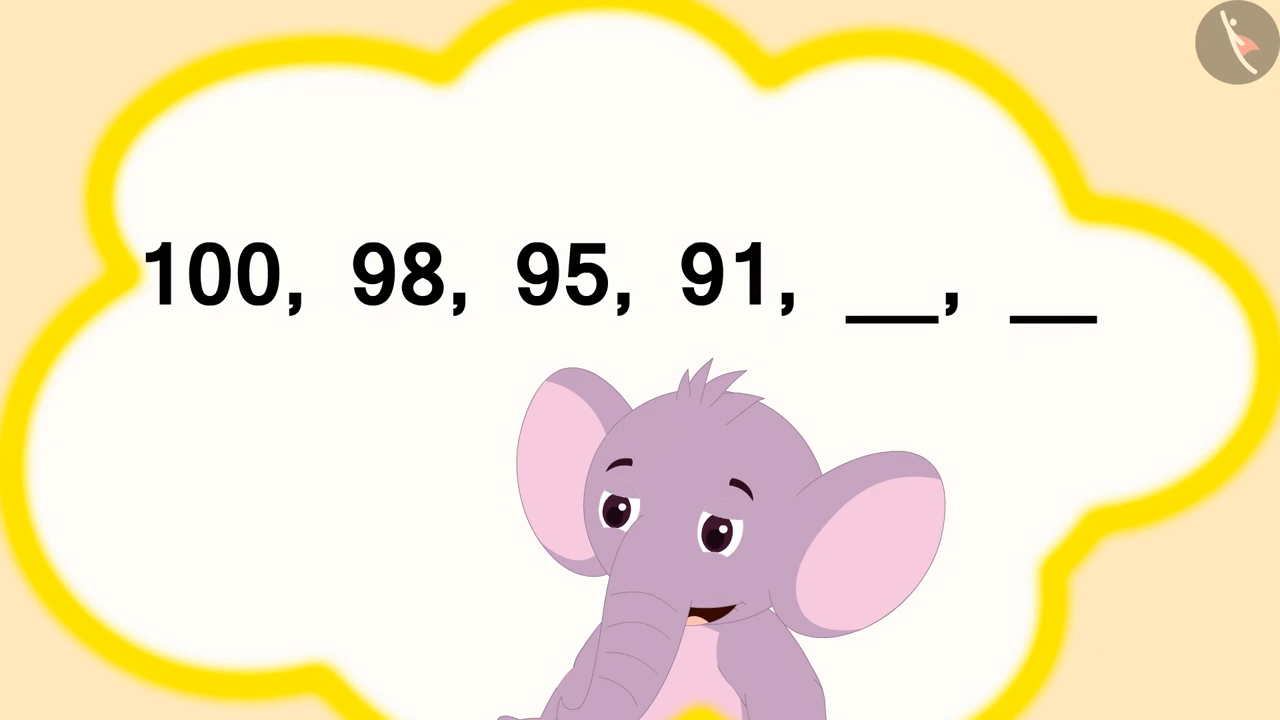 100, 98, 95, 91, __, __